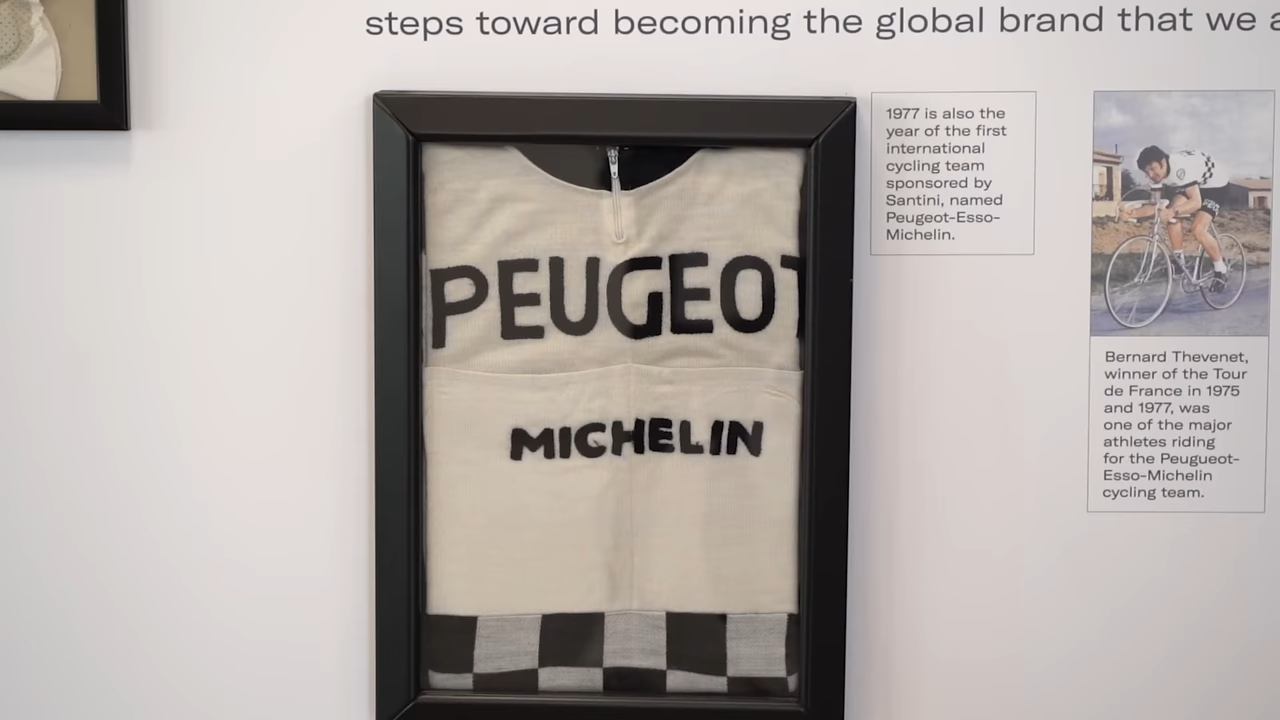 steps toward becoming the global brand that we
PEUGEOT
MICHELIN
1977 is also the
year of the first
international
cycling team
sponsored by
Santini, named
Peugeot-Esso-
Michelin.
Bernard Thevenet,
winner of the Tour
de France in 1975
and 1977, was
one of the major
athletes riding
for the Peugueot-
Esso-Michelin
cycling team.